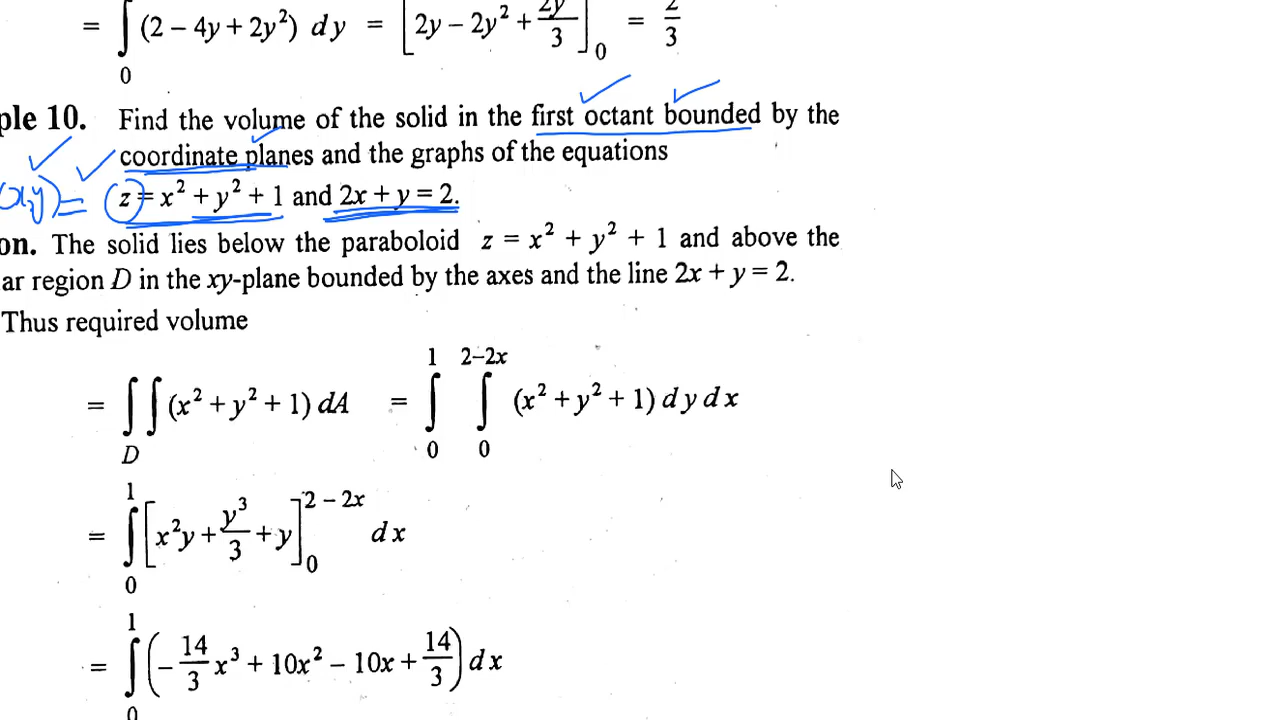 = ∫₀ (2 − 4y + 2y²) dy = [2y − 2y² + 2y/3]₀ = 2/3
ple 10. Find the volume of the solid in the first octant bounded by the
coordinate planes and the graphs of the equations
(x,y) = z = x² + y² + 1 and 2x + y = 2.
on. The solid lies below the paraboloid z = x² + y² + 1 and above the
ar region D in the xy-plane bounded by the axes and the line 2x + y = 2.
Thus required volume
= ∫∫_D (x² + y² + 1) dA = ∫₀¹ ∫₀^(2−2x) (x² + y² + 1) dy dx
= ∫₀¹ [x²y + y³/3 + y]₀^(2 − 2x) dx
= ∫₀¹ (− 14/3 x³ + 10x² − 10x + 14/3) dx